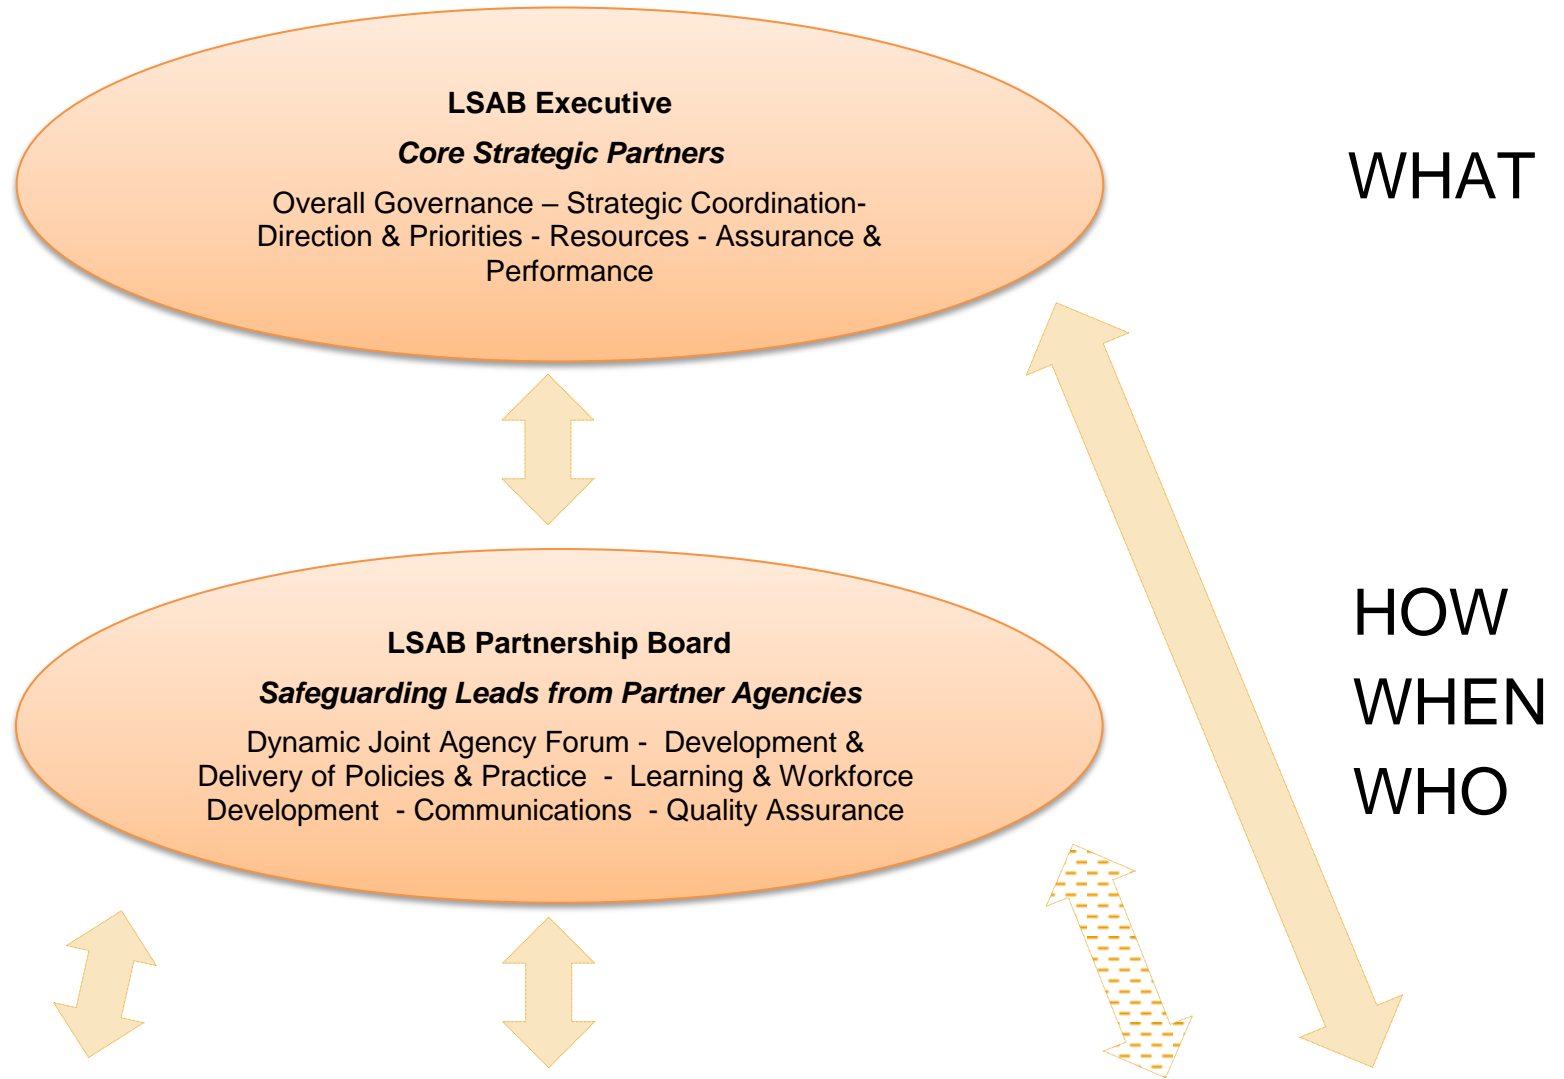 LSAB Executive
Core Strategic Partners
Overall Governance – Strategic Coordination-
Direction & Priorities - Resources - Assurance &
Performance
WHAT
LSAB Partnership Board
Safeguarding Leads from Partner Agencies
Dynamic Joint Agency Forum -  Development &
Delivery of Policies & Practice  -  Learning & Workforce
Development  - Communications  - Quality Assurance
HOW
WHEN
WHO